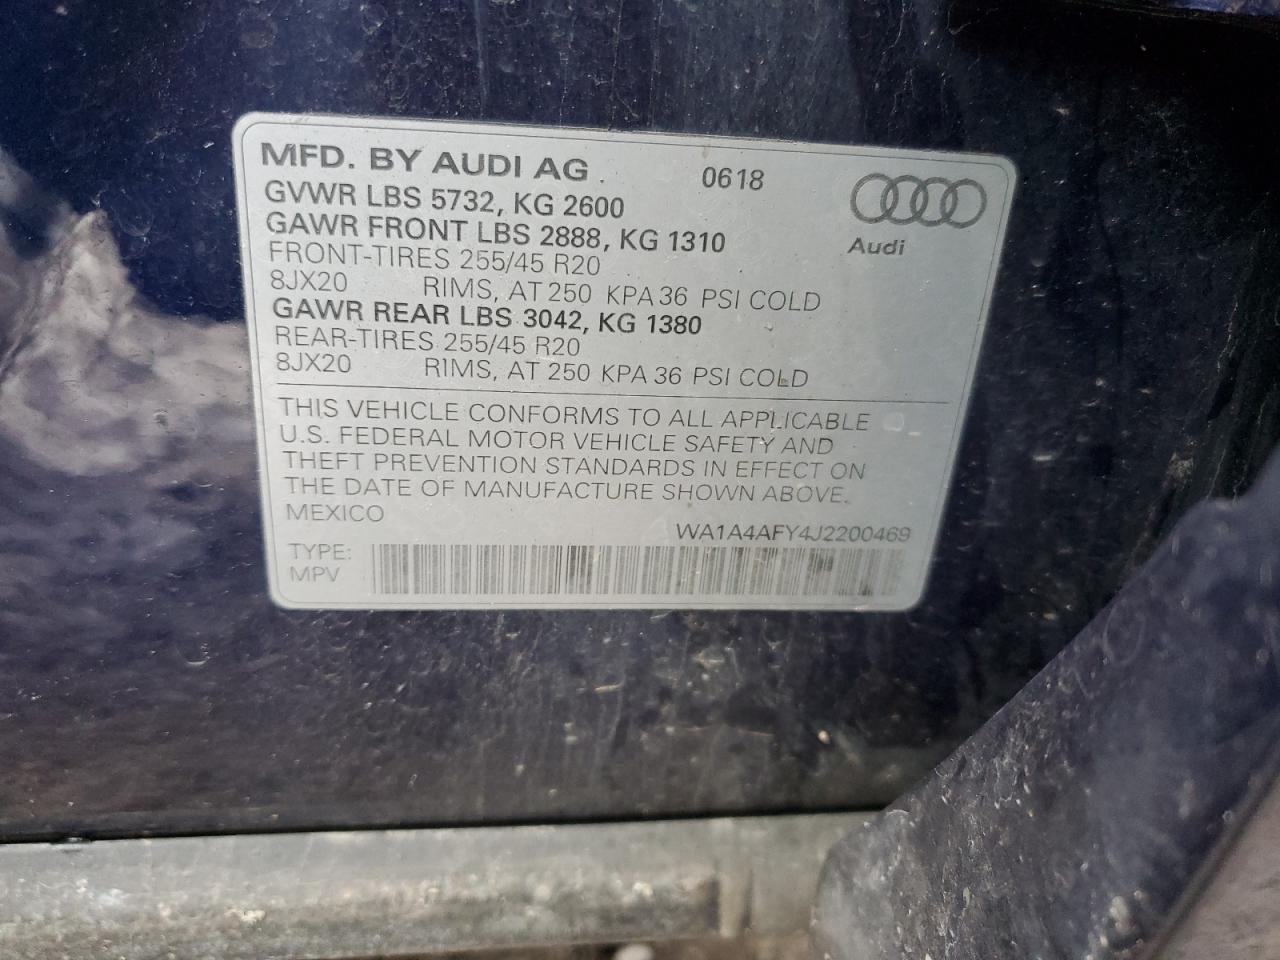 MFD. BY AUDI AG 0618
GVWR LBS 5732, KG 2600
GAWR FRONT LBS 2888, KG 1310
Audi
FRONT-TIRES 255/45 R20
8JX20 RIMS, AT 250 KPA 36 PSI COLD
GAWR REAR LBS 3042, KG 1380
REAR-TIRES 255/45 R20
8JX20 RIMS, AT 250 KPA 36 PSI COLD
THIS VEHICLE CONFORMS TO ALL APPLICABLE
U.S. FEDERAL MOTOR VEHICLE SAFETY AND
THEFT PREVENTION STANDARDS IN EFFECT ON
THE DATE OF MANUFACTURE SHOWN ABOVE.
MEXICO
WA1A4AFY4J2200469
TYPE:
MPV